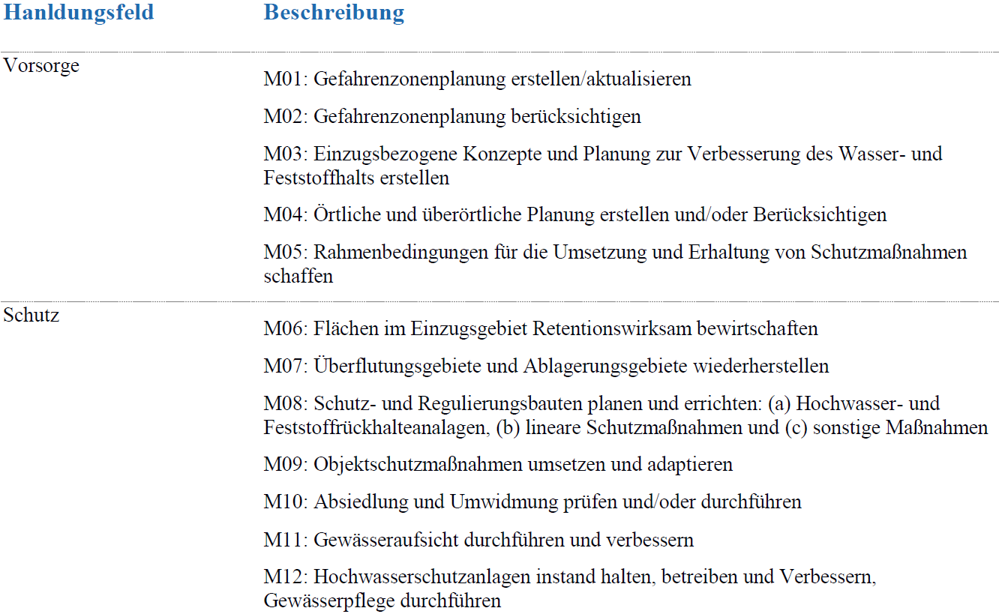 Hanldungsfeld Beschreibung
Vorsorge
M01: Gefahrenzonenplanung erstellen/aktualisieren
M02: Gefahrenzonenplanung berücksichtigen
M03: Einzugsbezogene Konzepte und Planung zur Verbesserung des Wasser- und
Feststoffhalts erstellen
M04: Örtliche und überörtliche Planung erstellen und/oder Berücksichtigen
M05: Rahmenbedingungen für die Umsetzung und Erhaltung von Schutzmaßnahmen
schaffen
Schutz
M06: Flächen im Einzugsgebiet Retentionswirksam bewirtschaften
M07: Überflutungsgebiete und Ablagerungsgebiete wiederherstellen
M08: Schutz- und Regulierungsbauten planen und errichten: (a) Hochwasser- und
Feststoffrückhalteanalagen, (b) lineare Schutzmaßnahmen und (c) sonstige Maßnahmen
M09: Objektschutzmaßnahmen umsetzen und adaptieren
M10: Absiedlung und Umwidmung prüfen und/oder durchführen
M11: Gewässeraufsicht durchführen und verbessern
M12: Hochwasserschutzanlagen instand halten, betreiben und Verbessern,
Gewässerpflege durchführen